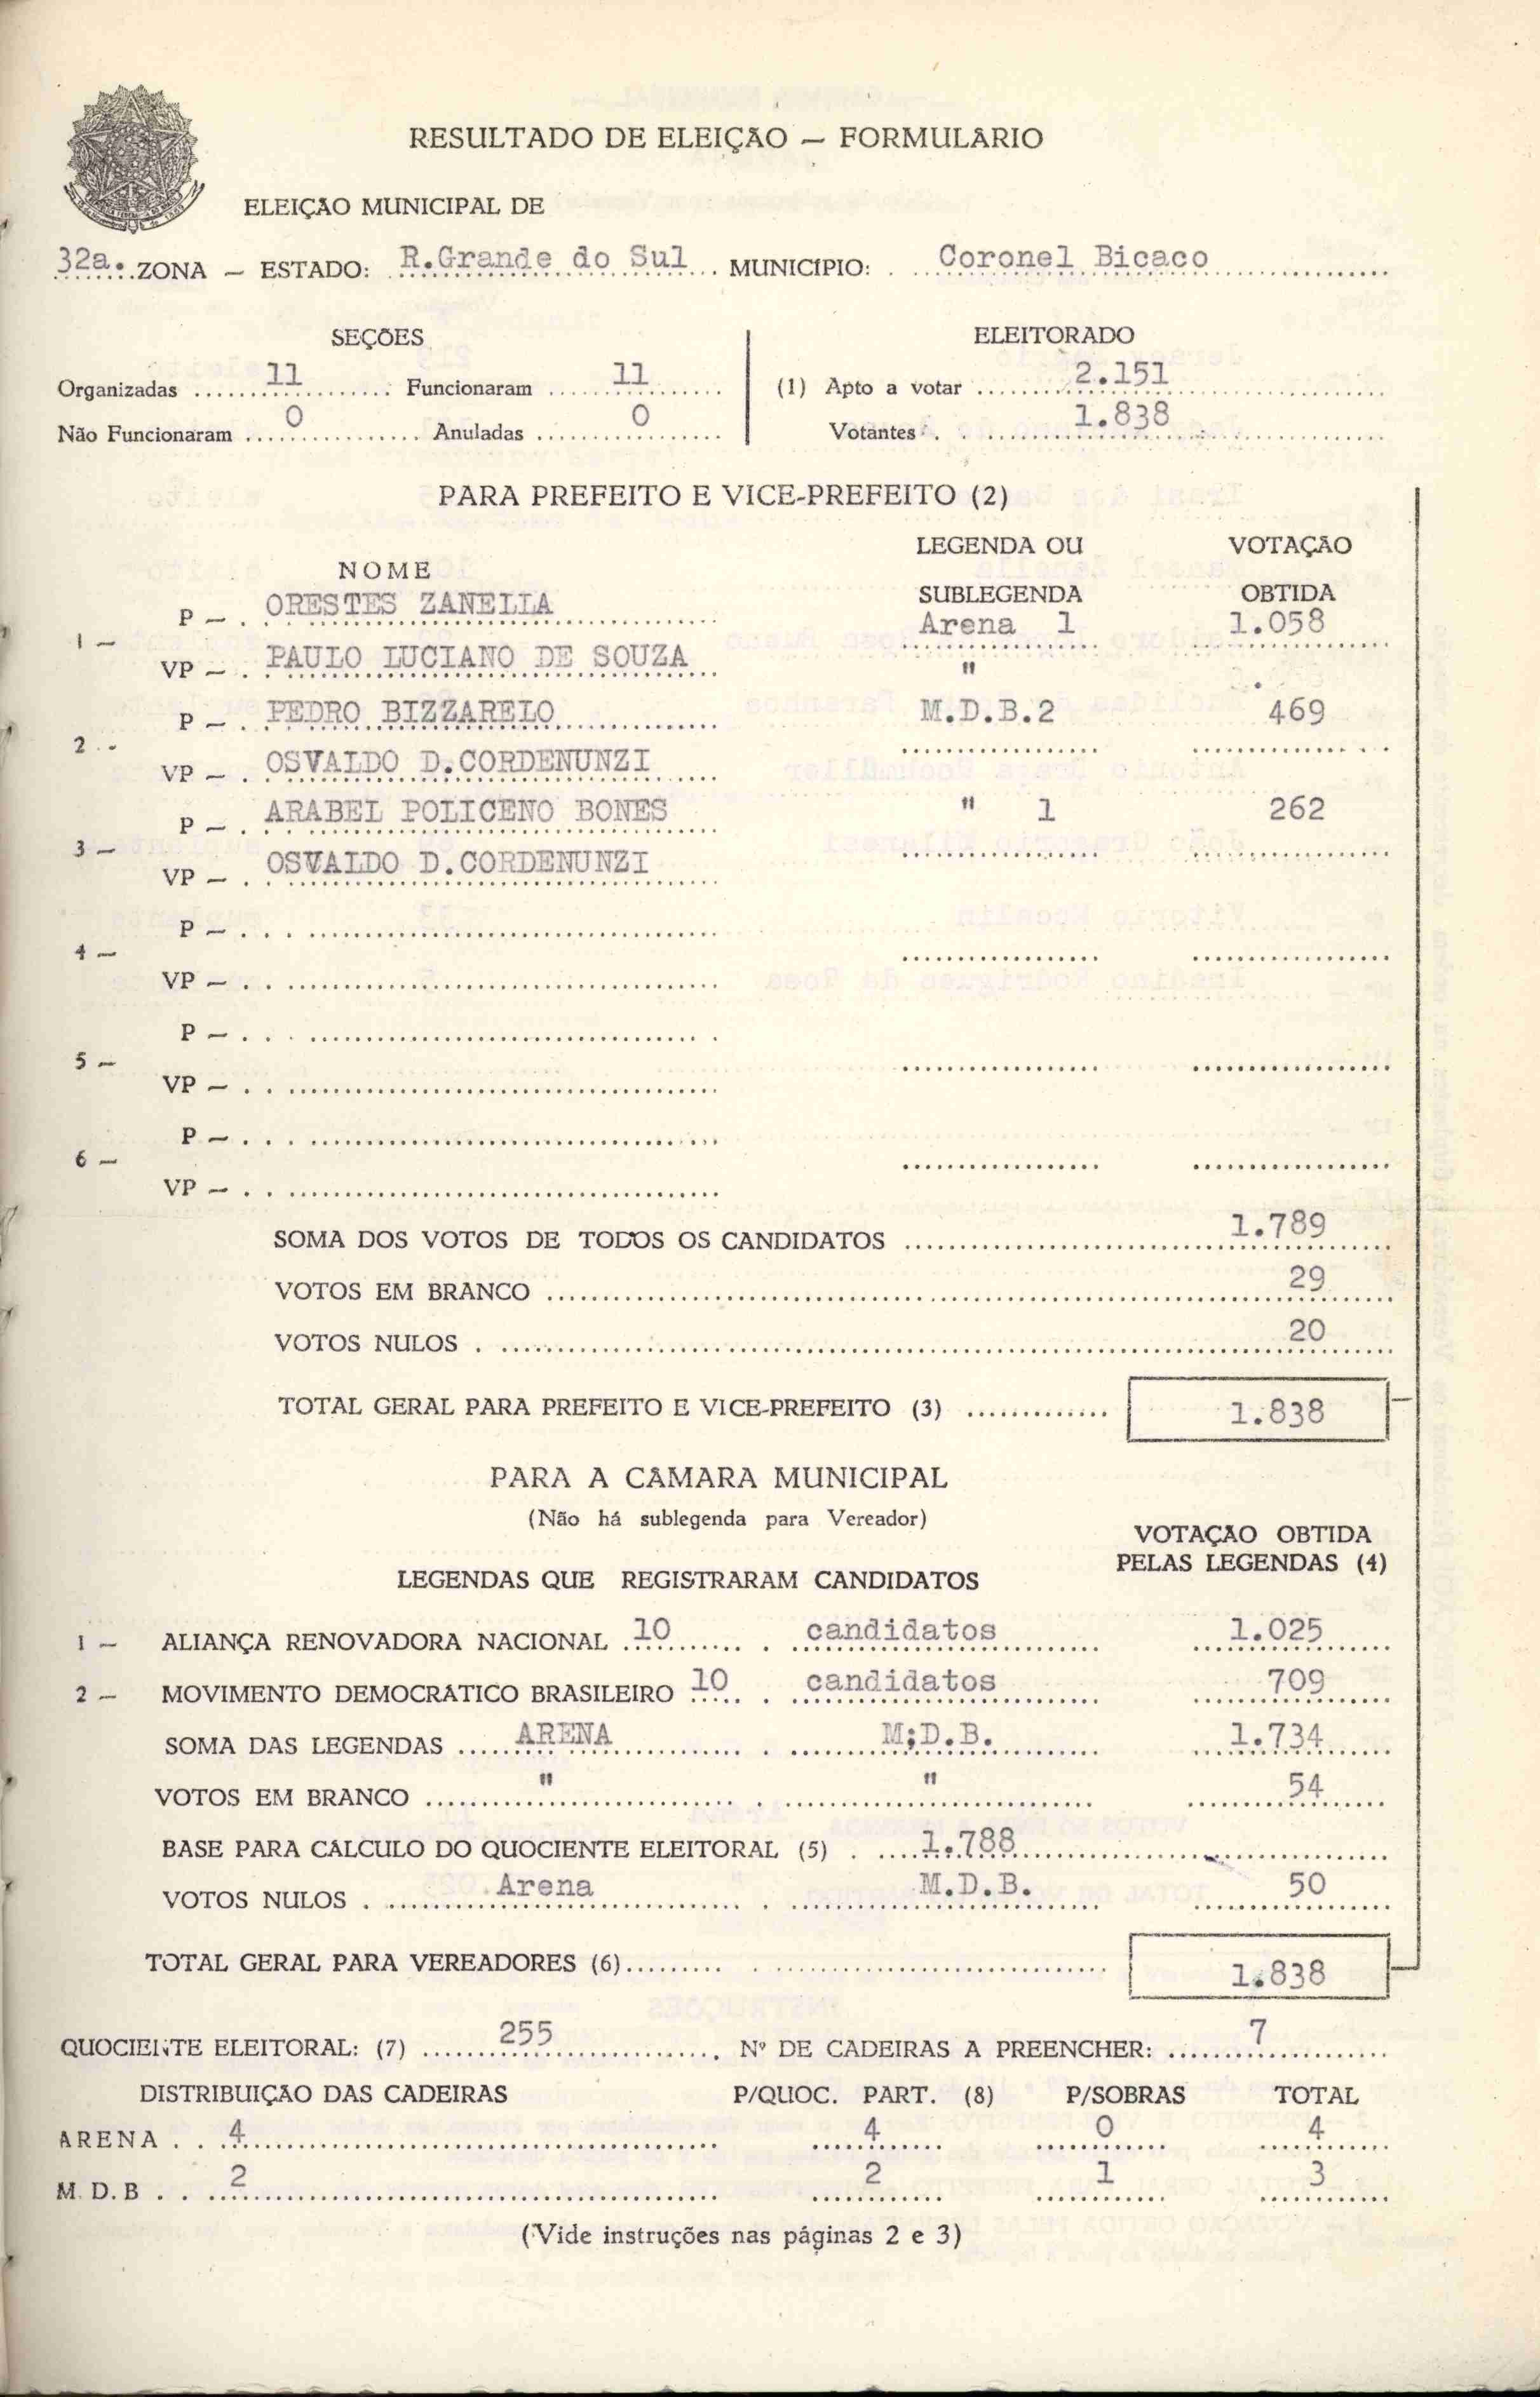 RESULTADO DE ELEIÇÃO — FORMULÁRIO
ELEIÇÃO MUNICIPAL DE
32a. ZONA — ESTADO: R.Grande do Sul MUNICÍPIO: Coronel Bicaco
SEÇÕES ELEITORADO
Organizadas 11 Funcionaram 11 (1) Apto a votar 2.151
Não Funcionaram 0 Anuladas 0 Votantes 1.838
PARA PREFEITO E VICE-PREFEITO (2)
NOME LEGENDA OU SUBLEGENDA VOTAÇÃO OBTIDA
1 — P — ORESTES ZANELLA Arena 1 1.058
VP — PAULO LUCIANO DE SOUZA "
2 - P — PEDRO BIZZARELO M.D.B.2 469
VP — OSVALDO D.CORDENUNZI
3 — P — ARABEL POLICENO BONES " 1 262
VP — OSVALDO D.CORDENUNZI
4 — P —
VP —
5 — P —
VP —
6 — P —
VP —
SOMA DOS VOTOS DE TODOS OS CANDIDATOS 1.789
VOTOS EM BRANCO 29
VOTOS NULOS 20
TOTAL GERAL PARA PREFEITO E VICE-PREFEITO (3) 1.838
PARA A CÂMARA MUNICIPAL
(Não há sublegenda para Vereador)
VOTAÇÃO OBTIDA
PELAS LEGENDAS (4)
LEGENDAS QUE REGISTRARAM CANDIDATOS
1 — ALIANÇA RENOVADORA NACIONAL 10 candidatos 1.025
2 — MOVIMENTO DEMOCRÁTICO BRASILEIRO 10 candidatos 709
SOMA DAS LEGENDAS ARENA M;D.B. 1.734
VOTOS EM BRANCO " " 54
BASE PARA CÁLCULO DO QUOCIENTE ELEITORAL (5) 1.788
VOTOS NULOS Arena M.D.B. 50
TOTAL GERAL PARA VEREADORES (6) 1.838
QUOCIENTE ELEITORAL: (7) 255 Nº DE CADEIRAS A PREENCHER: 7
DISTRIBUIÇÃO DAS CADEIRAS P/QUOC. PART. (8) P/SOBRAS TOTAL
ARENA 4 4 0 4
M.D.B 2 2 1 3
(Vide instruções nas páginas 2 e 3)